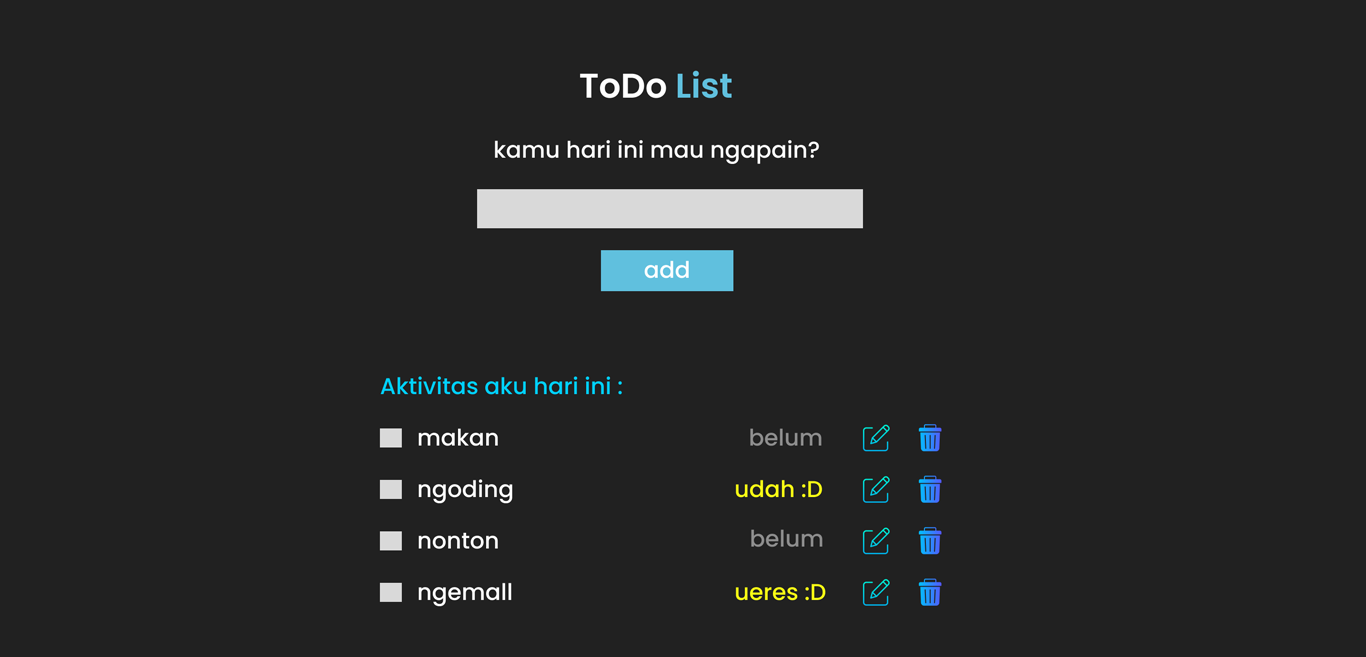 ToDo List
kamu hari ini mau ngapain?
add
Aktivitas aku hari ini :
makan belum
ngoding udah :D
nonton belum
ngemall ueres :D